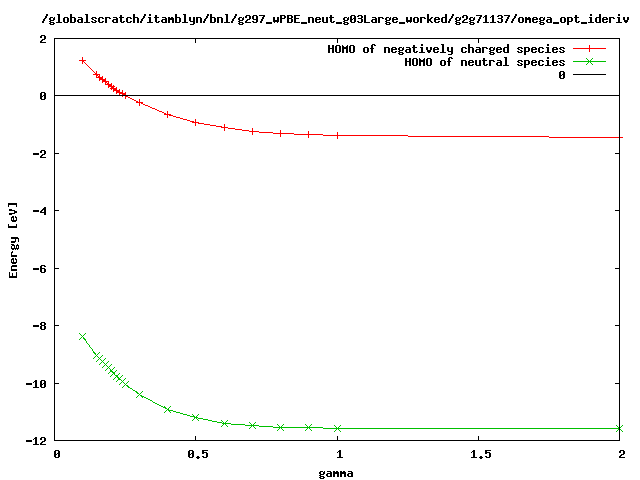 /globalscratch/itamblyn/bnl/g297_wPBE_neut_g03Large_worked/g2g71137/omega_opt_ideriv
HOMO of negatively charged species
HOMO of neutral species
0
2
0
-2
-4
-6
-8
-10
-12
Energy [eV]
0 0.5 1 1.5 2
gamma